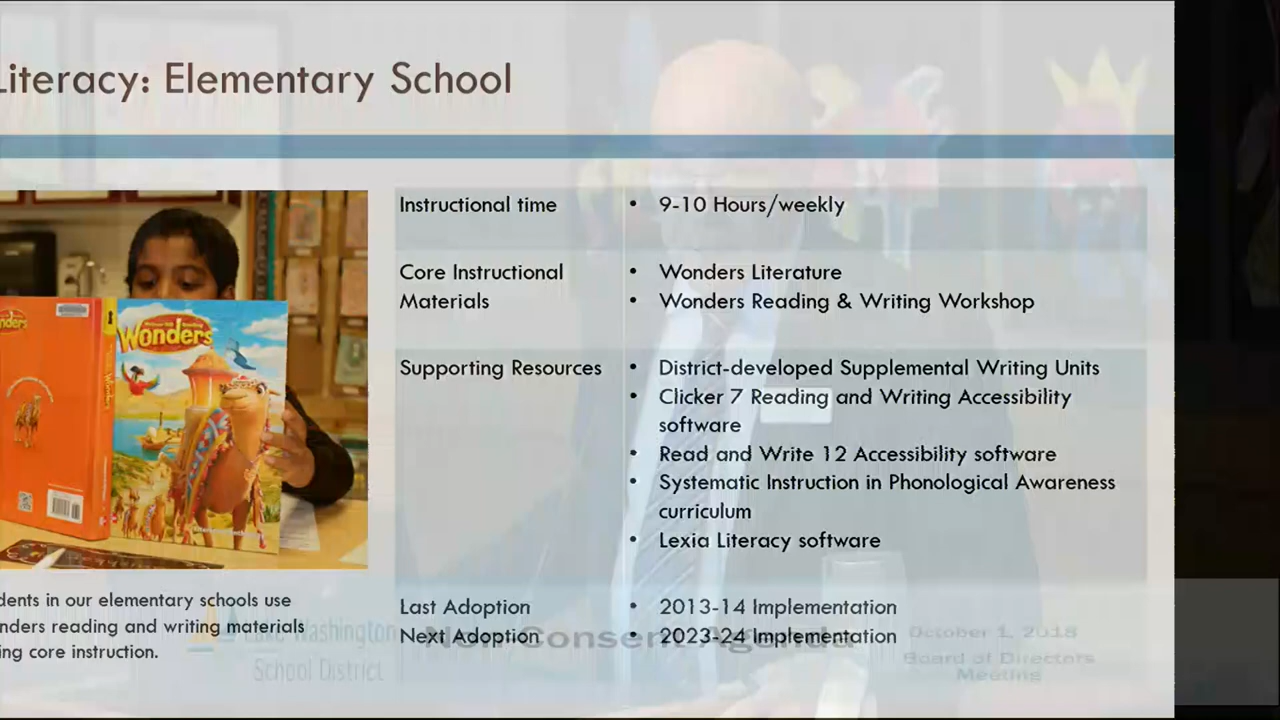 Literacy: Elementary School
Instructional time
• 9-10 Hours/weekly
Core Instructional
Materials
• Wonders Literature
• Wonders Reading & Writing Workshop
Wonders
Supporting Resources
• District-developed Supplemental Writing Units
• Clicker 7 Reading and Writing Accessibility
software
• Read and Write 12 Accessibility software
• Systematic Instruction in Phonological Awareness
curriculum
• Lexia Literacy software
dents in our elementary schools use
nders reading and writing materials
ing core instruction.
Last Adoption
• 2013-14 Implementation
Next Adoption
• 2023-24 Implementation
Lake Washington
School District
Non Consent Agenda
October 1, 2018
Board of Directors
Meeting